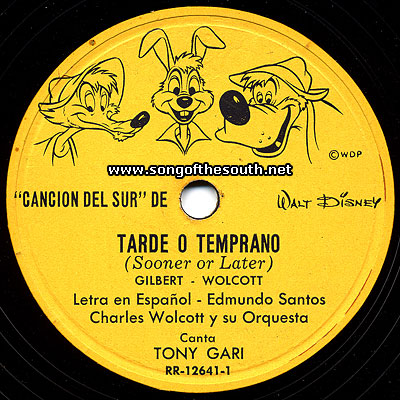 ©WDP
www.songofthesouth.net
"CANCION DEL SUR" DE WALT DISNEY
TARDE O TEMPRANO
(Sooner or Later)
GILBERT - WOLCOTT
Letra en Español - Edmundo Santos
Charles Wolcott y su Orquesta
Canta
TONY GARI
RR-12641-1